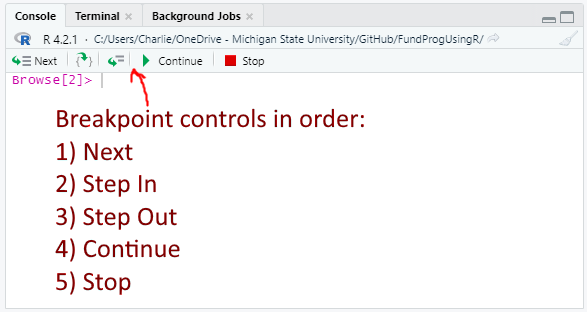 Console Terminal × Background Jobs ×
R R 4.2.1 · C:/Users/Charlie/OneDrive - Michigan State University/GitHub/FundProgUsingR/
Next Continue Stop
Browse[2]>
Breakpoint controls in order:
1) Next
2) Step In
3) Step Out
4) Continue
5) Stop